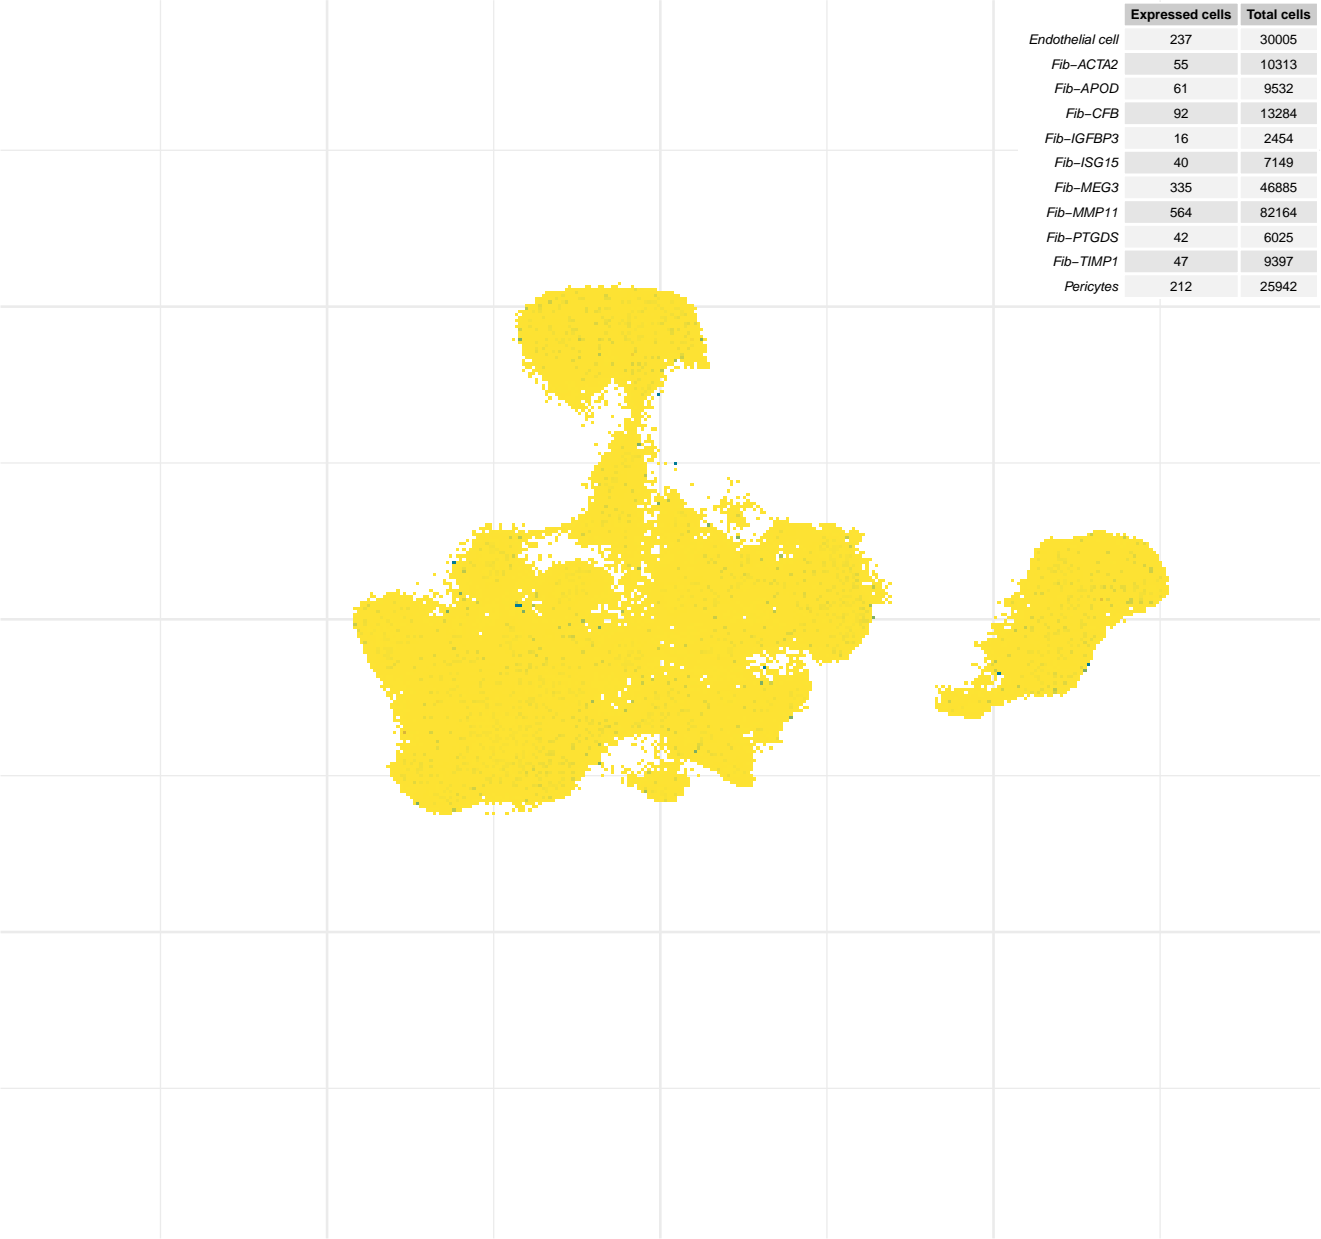 Expressed cells Total cells
Endothelial cell 237 30005
Fib−ACTA2 55 10313
Fib−APOD 61 9532
Fib−CFB 92 13284
Fib−IGFBP3 16 2454
Fib−ISG15 40 7149
Fib−MEG3 335 46885
Fib−MMP11 564 82164
Fib−PTGDS 42 6025
Fib−TIMP1 47 9397
Pericytes 212 25942